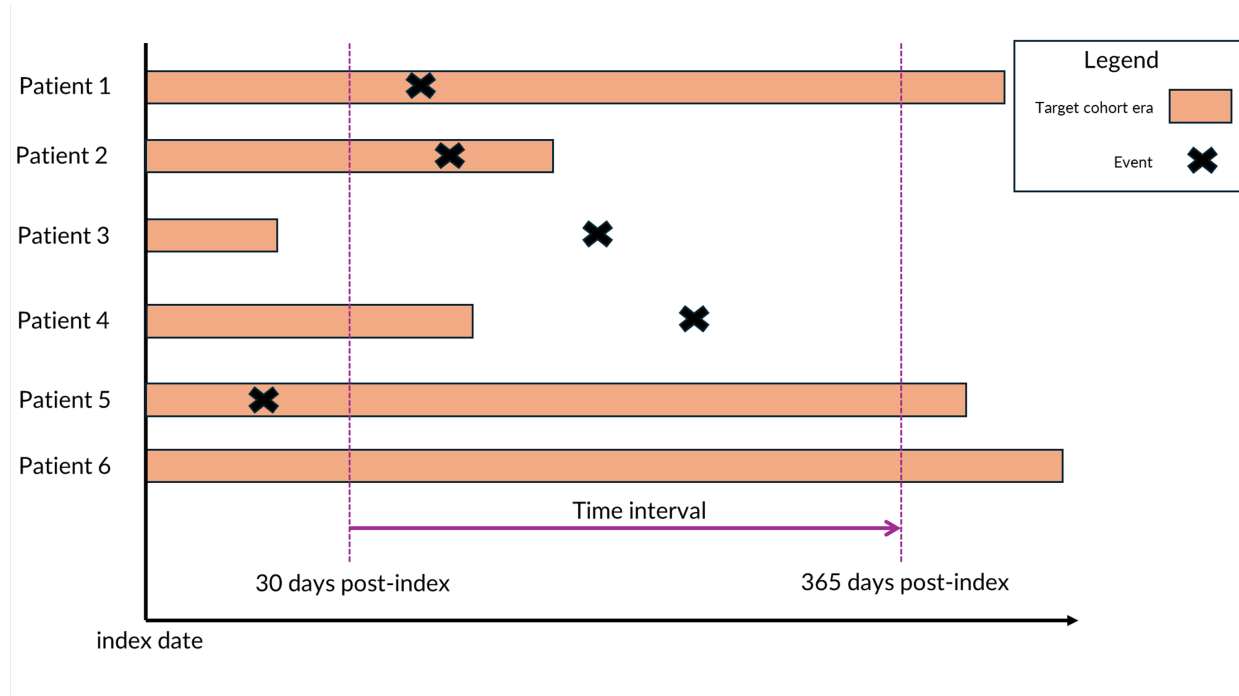 Legend
Patient 1
Target cohort era
Patient 2
Event
Patient 3
Patient 4
Patient 5
Patient 6
Time interval
30 days post-index
365 days post-index
index date